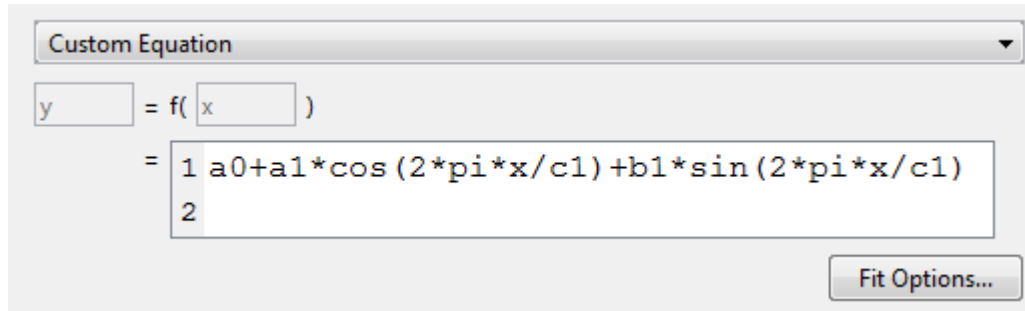 Custom Equation
y = f( x )
= 1 a0+a1*cos(2*pi*x/c1)+b1*sin(2*pi*x/c1)
2
Fit Options...